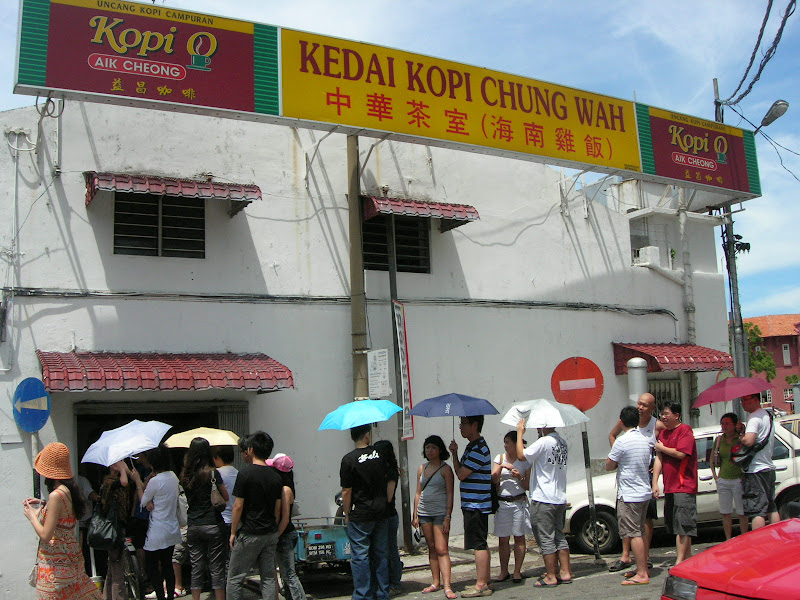 UNCANG KOPI CAMPURAN
Kopi O
AIK CHEONG
益昌咖啡
KEDAI KOPI CHUNG WAH
中華茶室(海南雞飯)
UNCANG KOPI CAMPURAN
Kopi O
AIK CHEONG
益昌咖啡